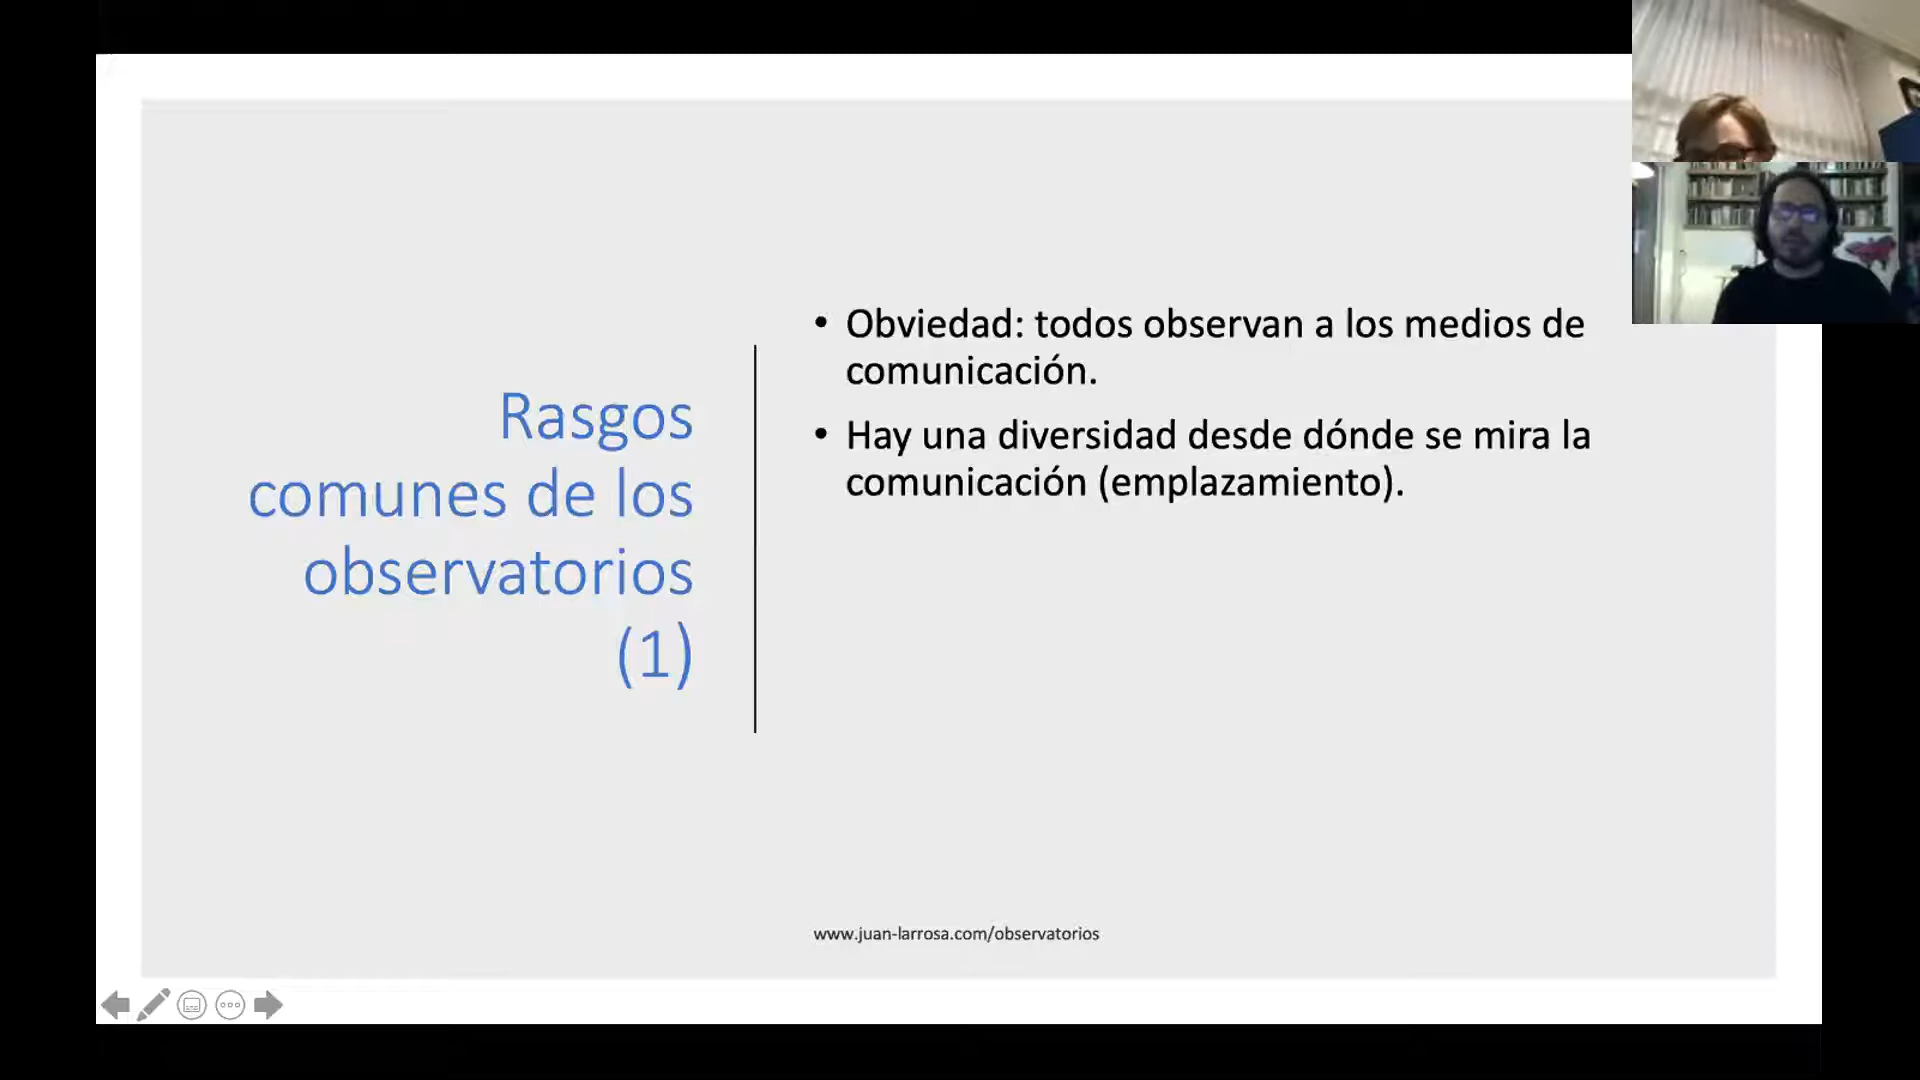 Rasgos
comunes de los
observatorios
(1)
• Obviedad: todos observan a los medios de
comunicación.
• Hay una diversidad desde dónde se mira la
comunicación (emplazamiento).
www.juan-larrosa.com/observatorios